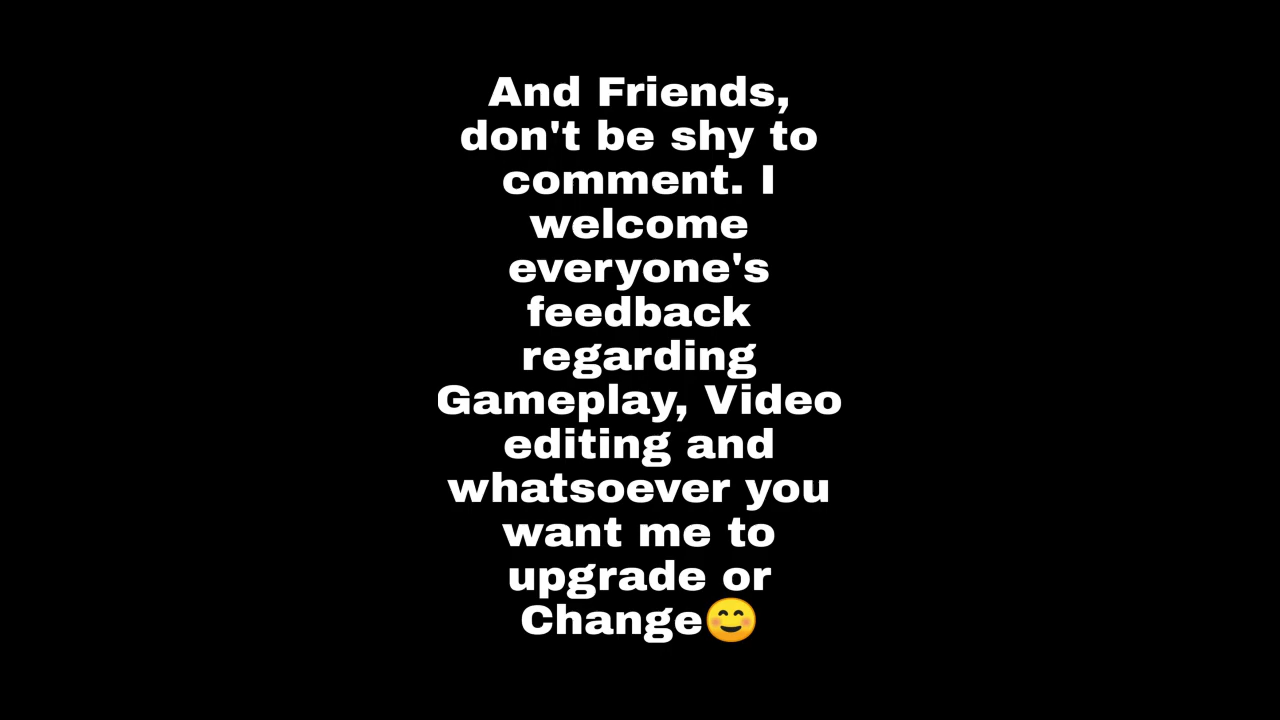 And Friends,
don't be shy to
comment. I
welcome
everyone's
feedback
regarding
Gameplay, Video
editing and
whatsoever you
want me to
upgrade or
Change😊